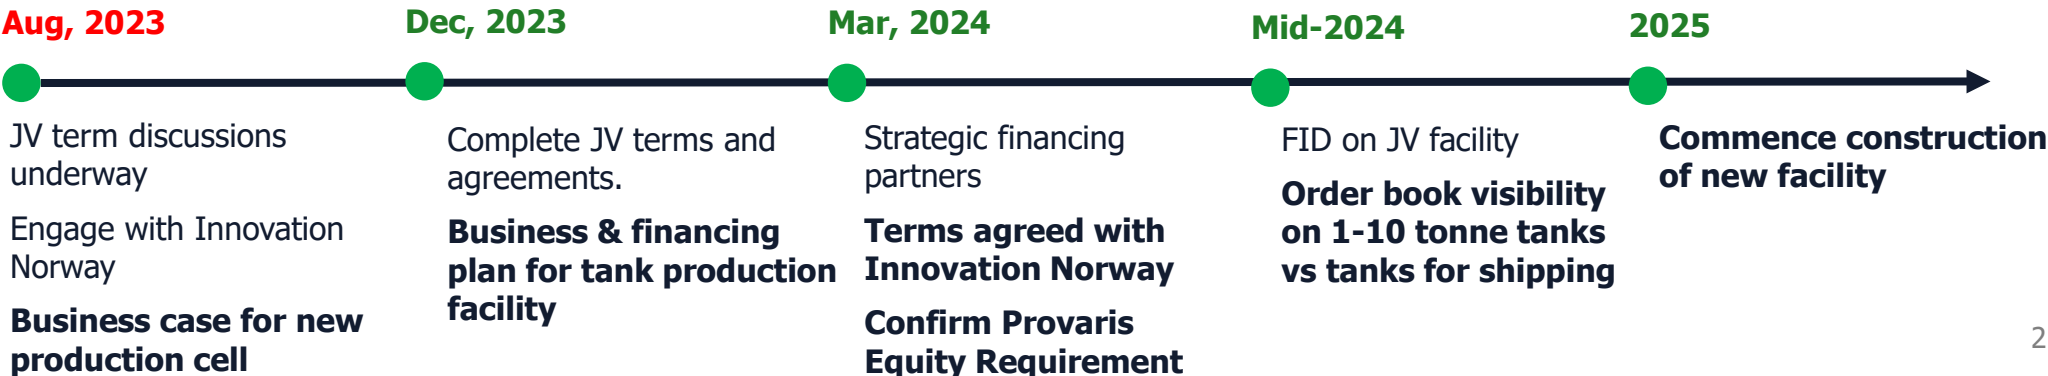 Aug, 2023
JV term discussions
underway
Engage with Innovation
Norway
Business case for new
production cell
Dec, 2023
Complete JV terms and
agreements.
Business & financing
plan for tank production
facility
Mar, 2024
Strategic financing
partners
Terms agreed with
Innovation Norway
Confirm Provaris
Equity Requirement
Mid-2024
FID on JV facility
Order book visibility
on 1-10 tonne tanks
vs tanks for shipping
2025
Commence construction
of new facility
2